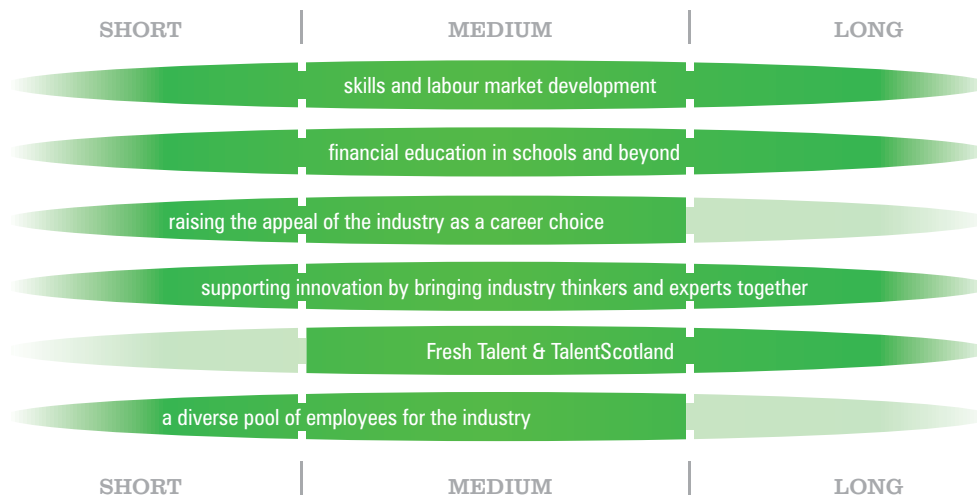 SHORT MEDIUM LONG
skills and labour market development
financial education in schools and beyond
raising the appeal of the industry as a career choice
supporting innovation by bringing industry thinkers and experts together
Fresh Talent & TalentScotland
a diverse pool of employees for the industry
SHORT MEDIUM LONG